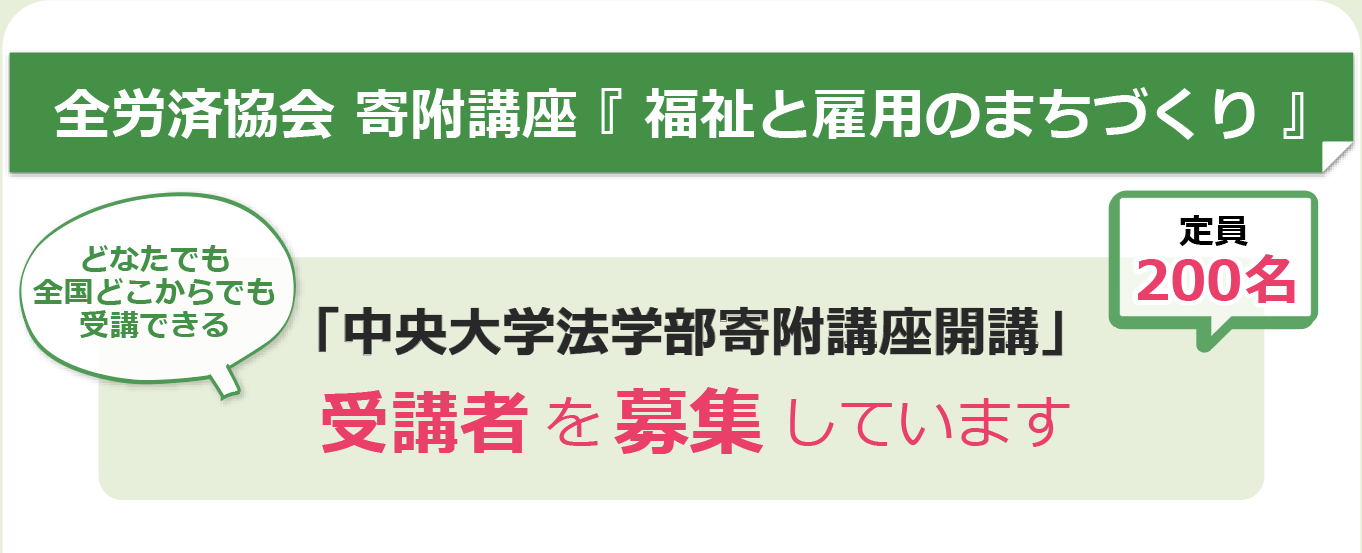 全労済協会 寄附講座『 福祉と雇用のまちづくり 』
どなたでも
全国どこからでも
受講できる
定員
200名
「中央大学法学部寄附講座開講」
受講者 を 募集 しています